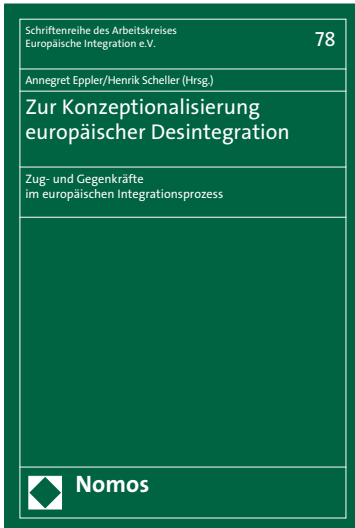 Schriftenreihe des Arbeitskreises
Europäische Integration e.V.
78
Annegret Eppler/Henrik Scheller (Hrsg.)
Zur Konzeptionalisierung
europäischer Desintegration
Zug- und Gegenkräfte
im europäischen Integrationsprozess
Nomos